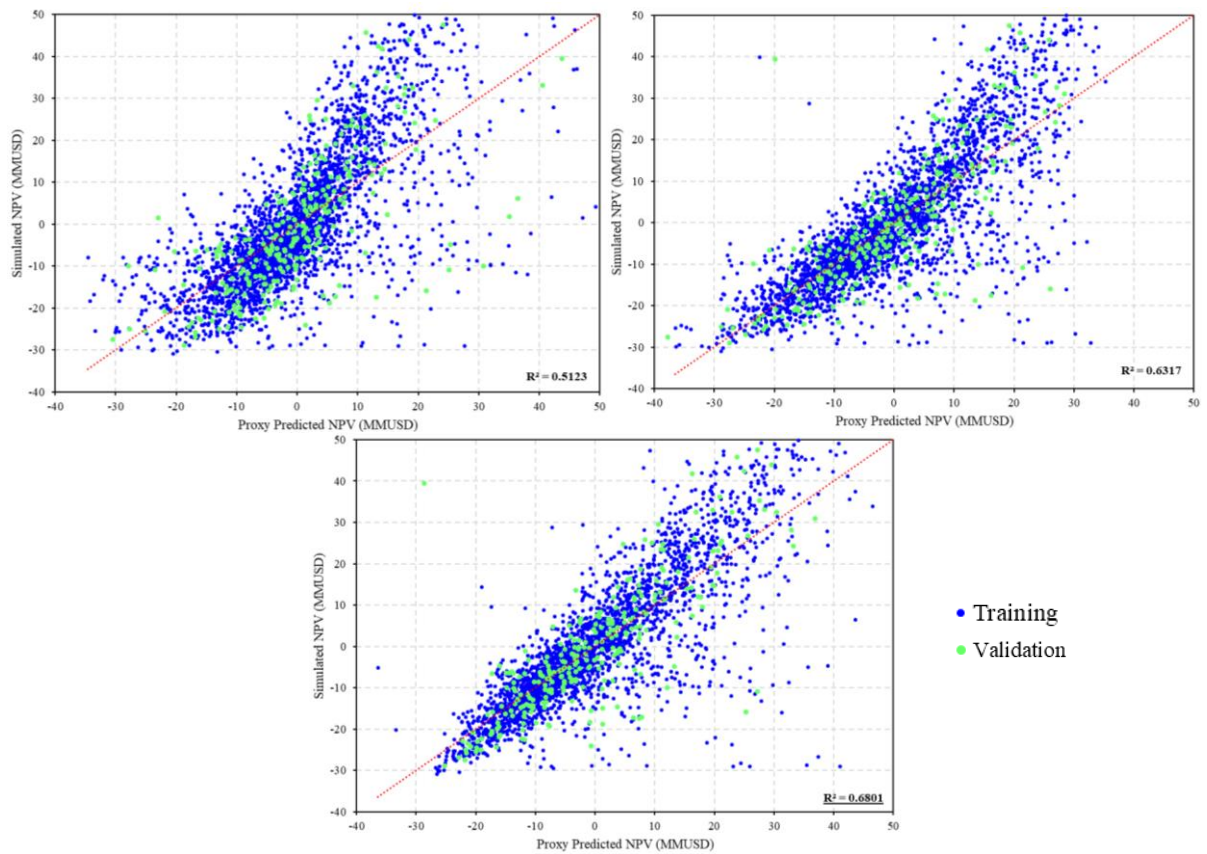 50
40
30
20
10
0
-10
-20
-30
-40
Simulated NPV (MMUSD)
R² = 0.5123
-40 -30 -20 -10 0 10 20 30 40 50
Proxy Predicted NPV (MMUSD)
50
40
30
20
10
0
-10
-20
-30
-40
Simulated NPV (MMUSD)
R² = 0.6317
-40 -30 -20 -10 0 10 20 30 40 50
Proxy Predicted NPV (MMUSD)
50
40
30
20
10
0
-10
-20
-30
-40
Simulated NPV (MMUSD)
R² = 0.6801
-40 -30 -20 -10 0 10 20 30 40 50
Proxy Predicted NPV (MMUSD)
Training
Validation